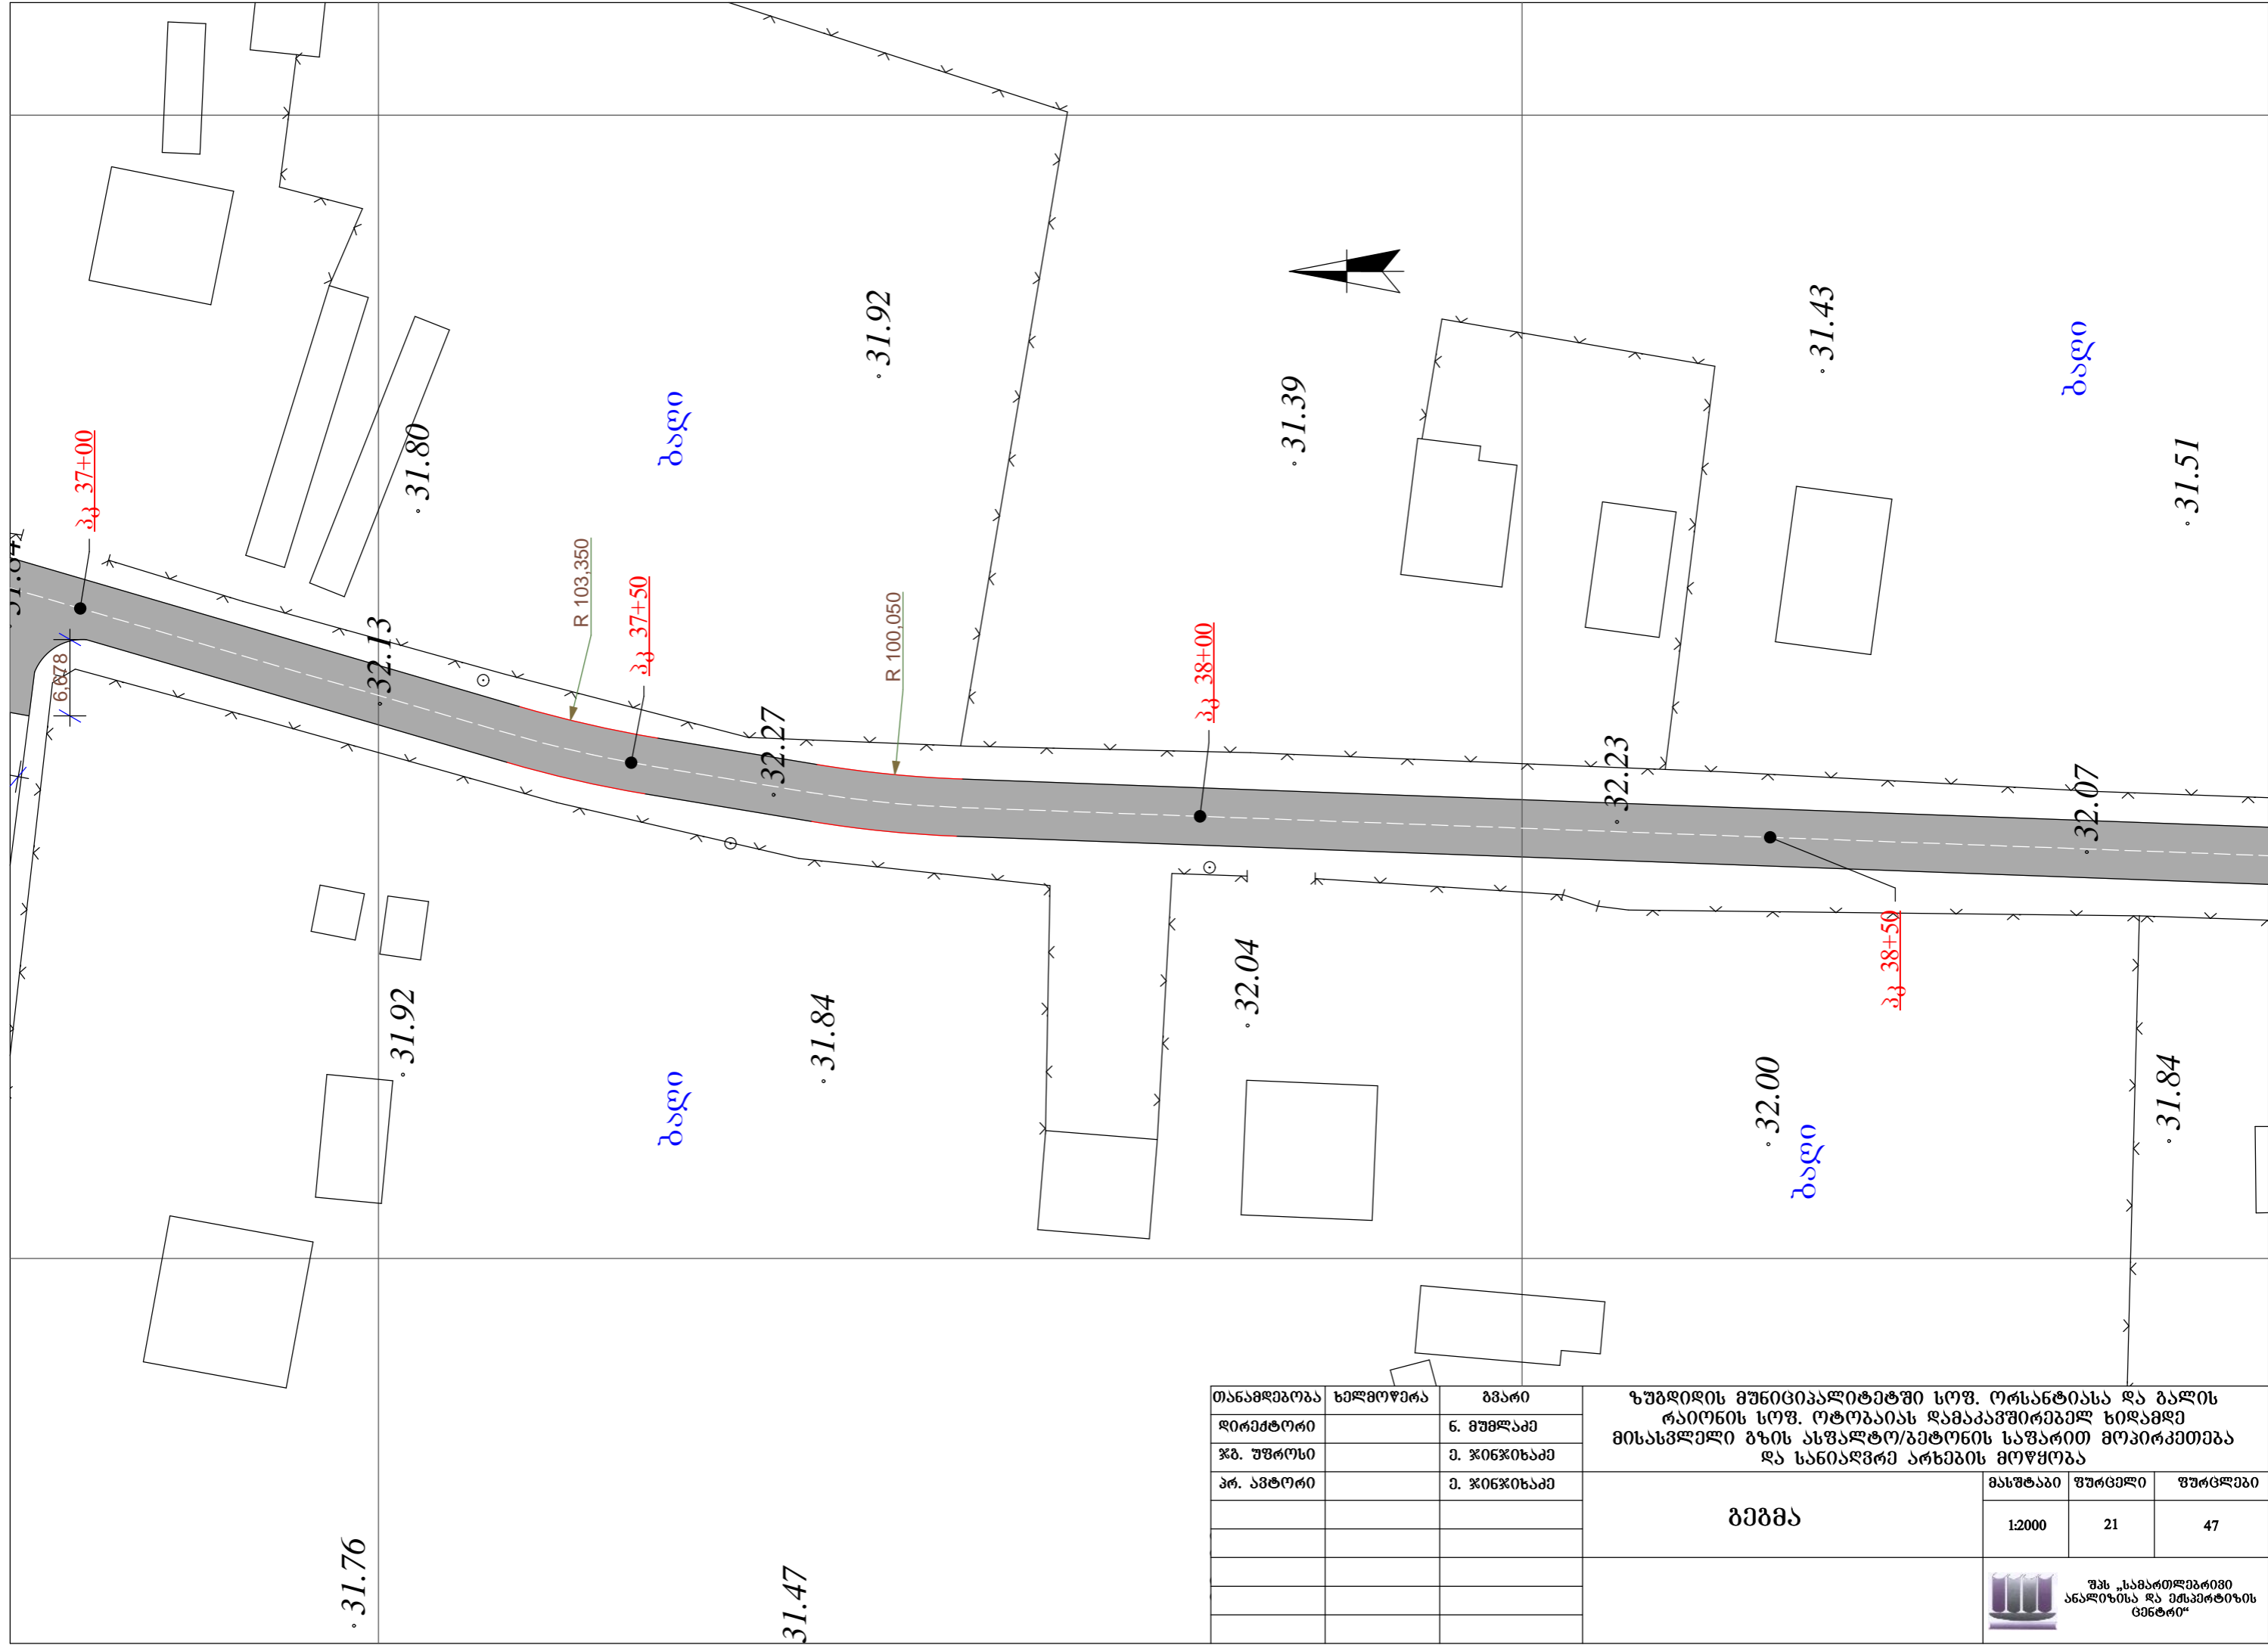 31.92
31.43
ბაღი
31.39
31.80
ბაღი
პკ 37+00
31.51
R 103,350
პკ 37+50
R 100,050
პკ 38+00
32.13
6,678
32.27
32.23
32.07
პკ 38+50
32.04
31.92
31.84
ბაღი
32.00
ბაღი
31.84
31.76
31.47
თანამდებობა ხელმოწერა გვარი
დირექტორი ნ. მუმლაძე
ჯგ. უფროსი ე. ჯინჯიხაძე
პრ. ავტორი ე. ჯინჯიხაძე
ზუგდიდის მუნიციპალიტეტში სოფ. ორსანტიასა და გალის
რაიონის სოფ. ოტობაიას დამაკავშირებელ ხიდამდე
მისასვლელი გზის ასფალტო/ბეტონის საფარით მოპირკეთება
და სანიაღვრე არხების მოწყობა
გეგმა
მასშტაბი ფურცელი ფურცლები
1:2000 21 47
შპს „სამართლებრივი
ანალიზისა და ექსპერტიზის
ცენტრი“